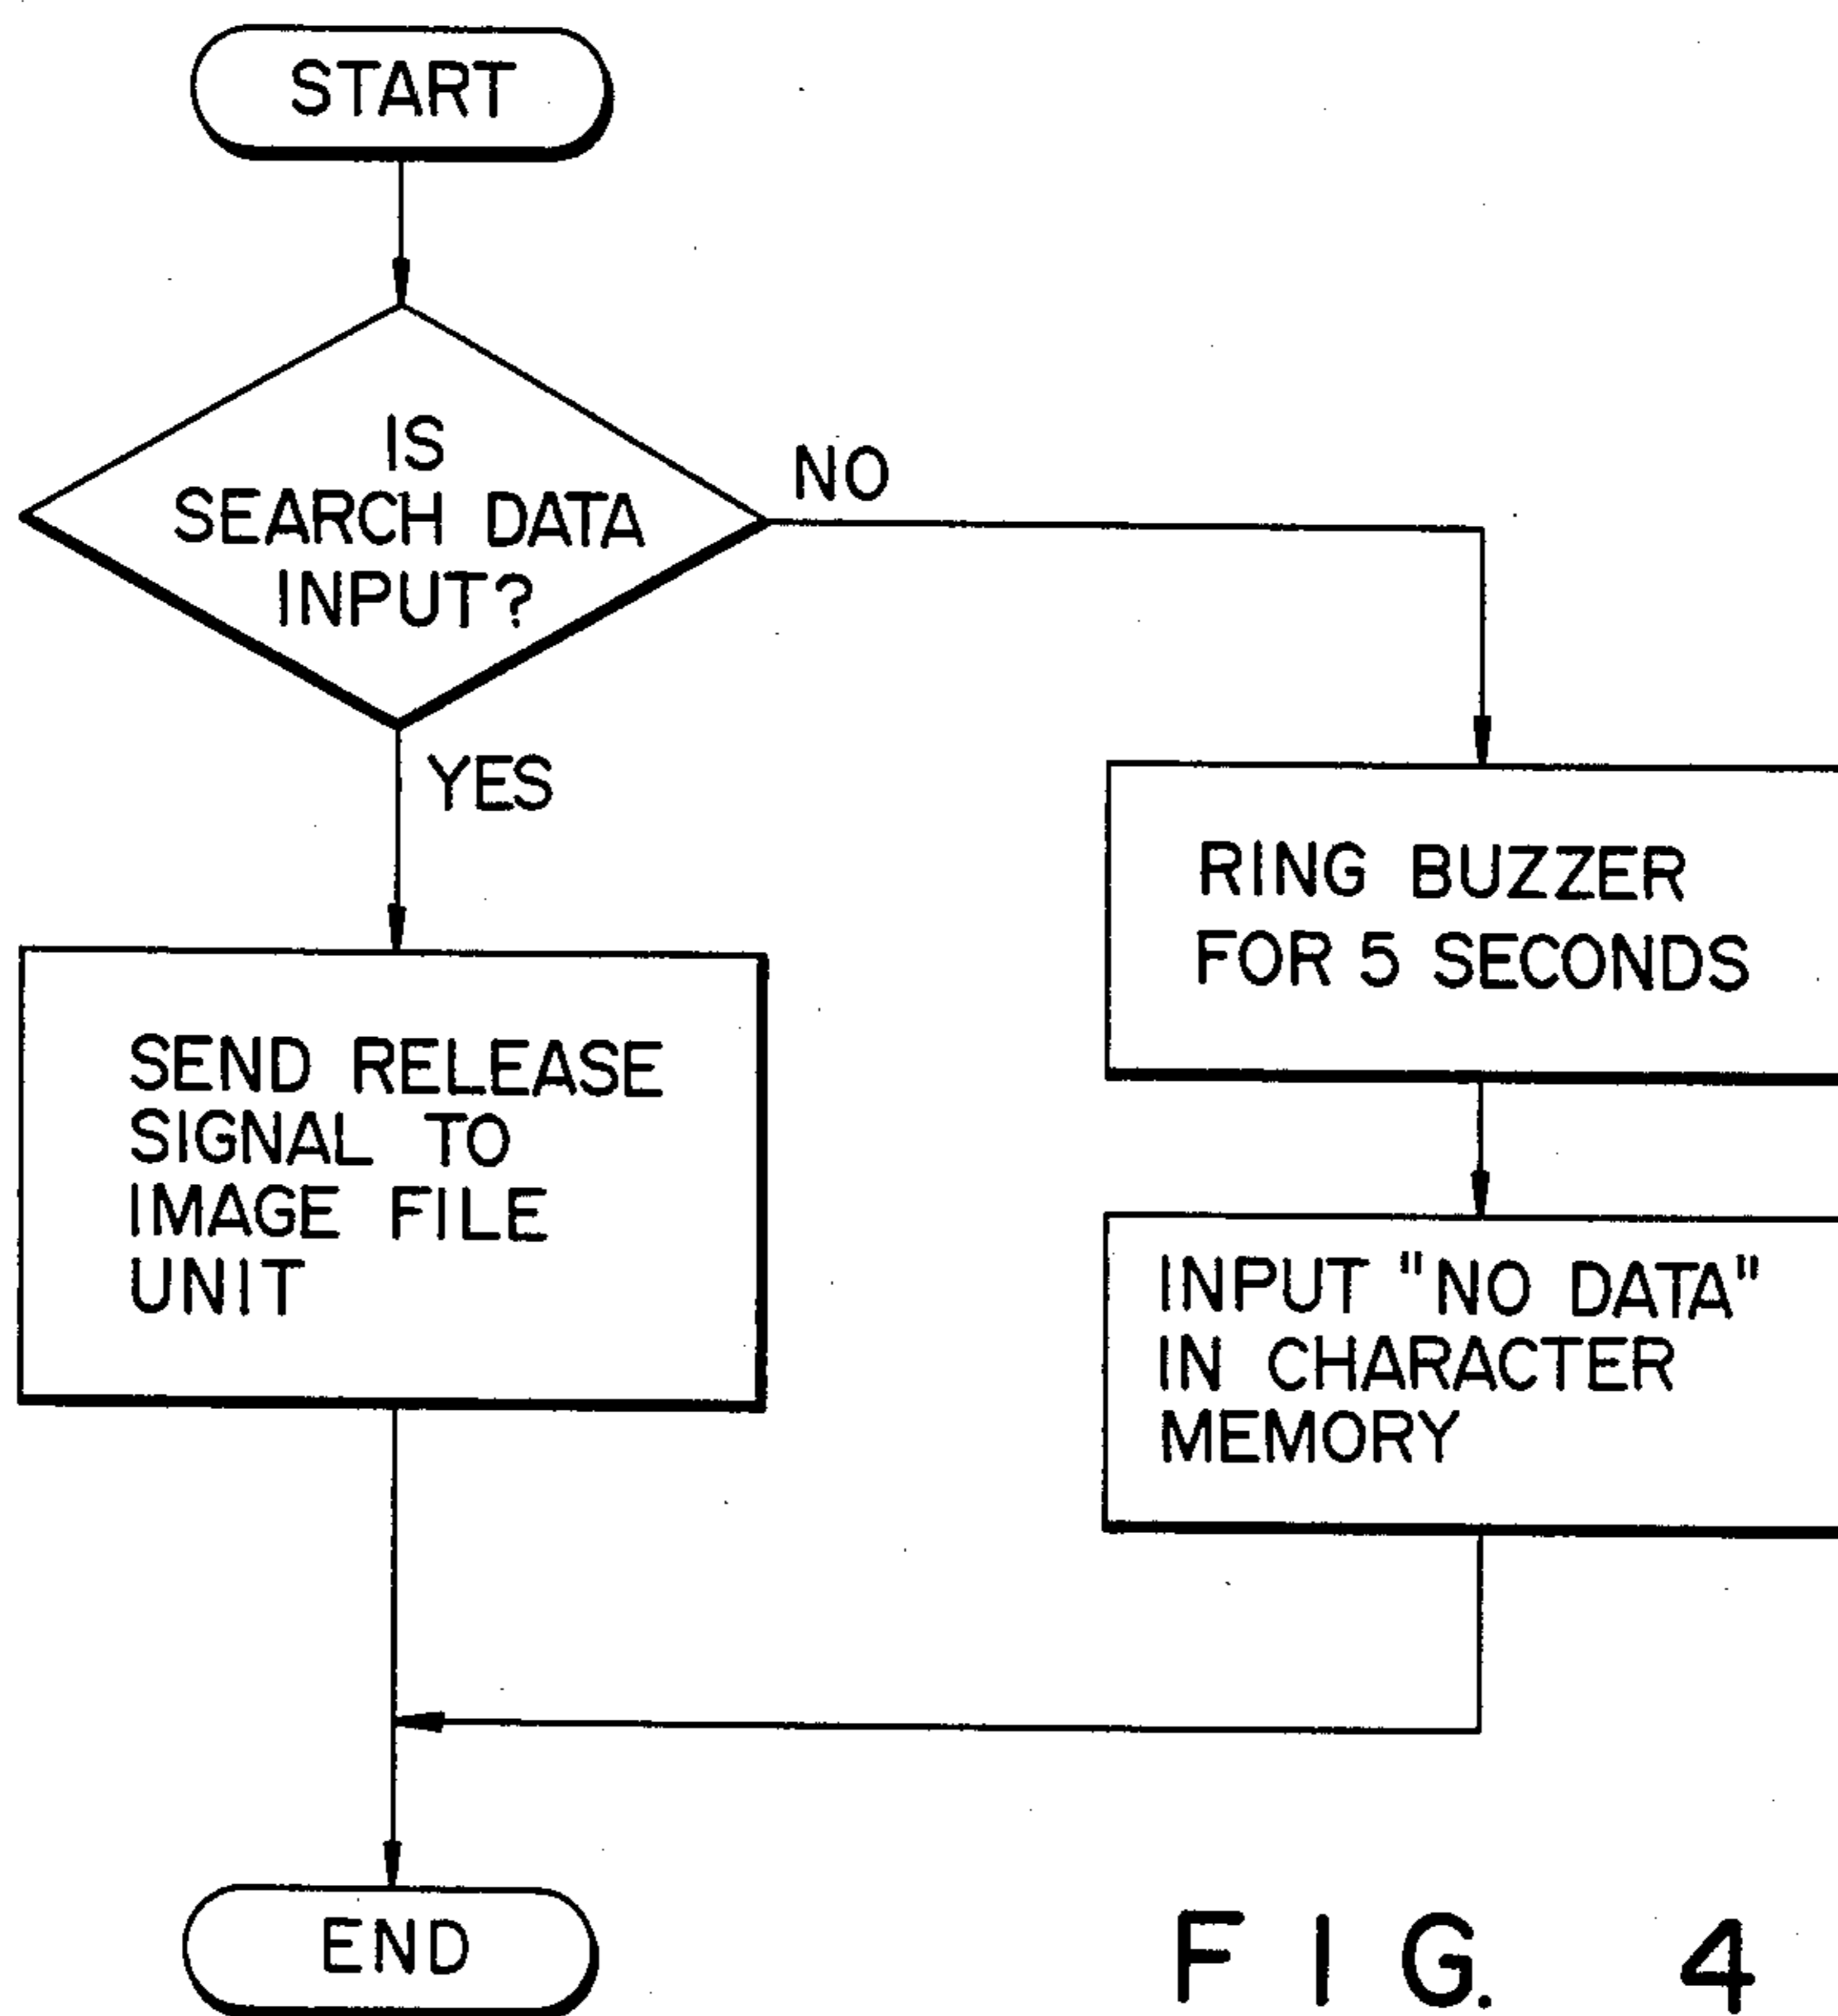 START
IS
SEARCH DATA
INPUT?
NO
YES
SEND RELEASE
SIGNAL TO
IMAGE FILE
UNIT
RING BUZZER
FOR 5 SECONDS
INPUT "NO DATA"
IN CHARACTER
MEMORY
END
FIG. 4